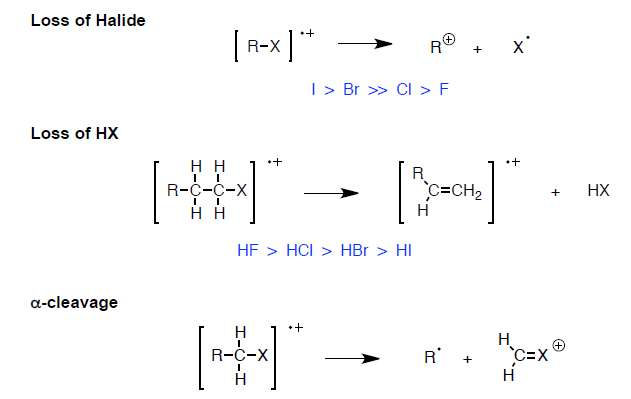 Loss of Halide
[ R-X ]•+ R⊕ + X•
I > Br >> Cl > F
Loss of HX
H H •+ •+
R-C-C-X R C=CH2 + HX
H H H
HF > HCl > HBr > HI
α-cleavage
H •+ H
R-C-X R• + C=X⊕
H H